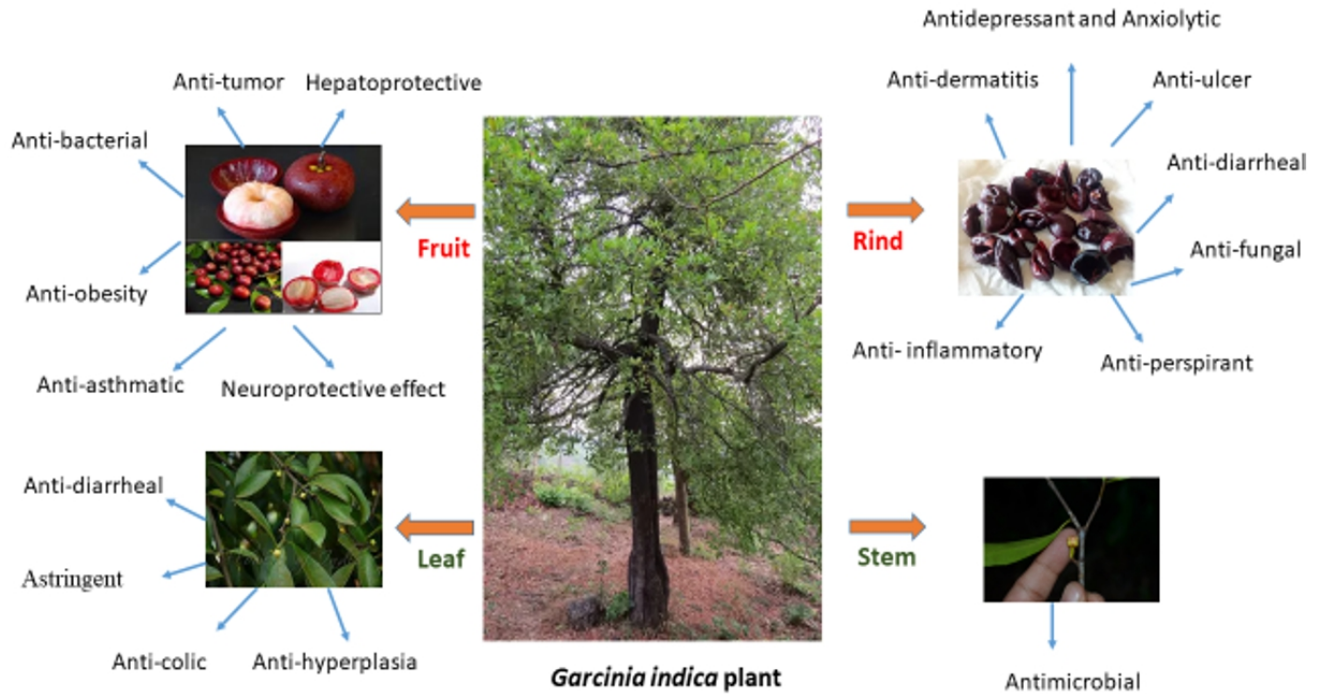 Antidepressant and Anxiolytic
Anti-tumor
Hepatoprotective
Anti-dermatitis
Anti-ulcer
Anti-bacterial
Anti-diarrheal
Fruit
Rind
Anti-fungal
Anti-obesity
Anti- inflammatory
Anti-perspirant
Anti-asthmatic
Neuroprotective effect
Anti-diarrheal
Leaf
Stem
Astringent
Anti-colic
Anti-hyperplasia
Garcinia indica plant
Antimicrobial